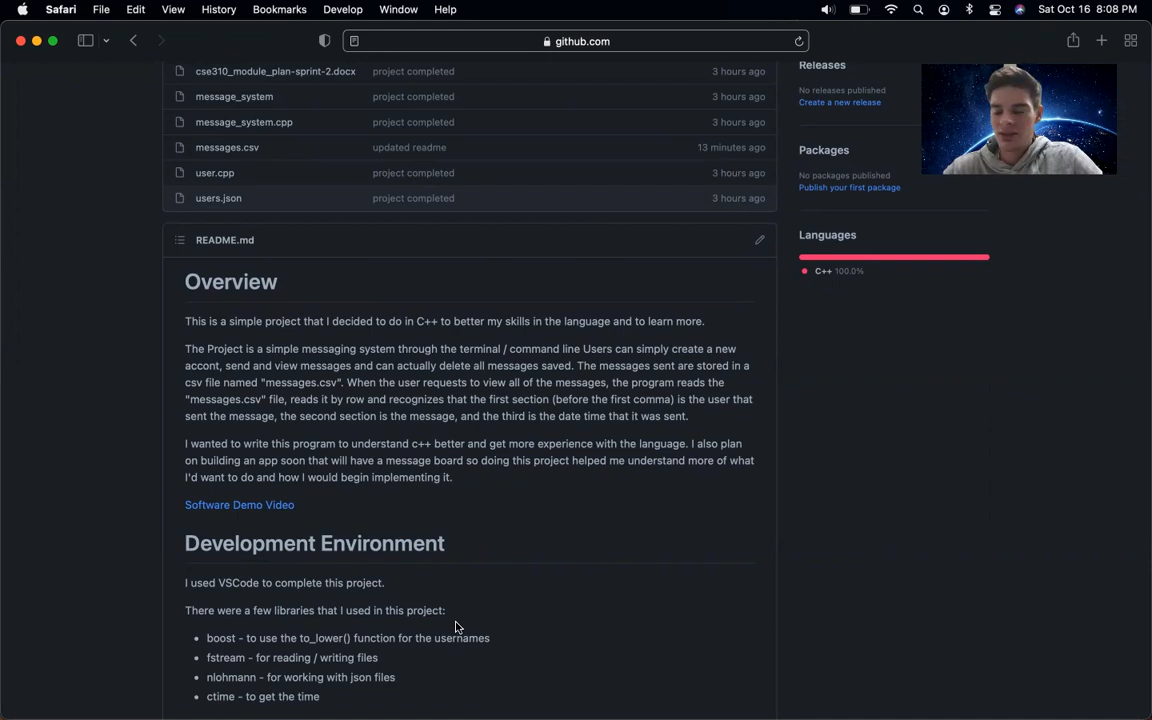 Safari File Edit View History Bookmarks Develop Window Help Sat Oct 16 8:08 PM
github.com
cse310_module_plan-sprint-2.docx project completed 3 hours ago
message_system project completed 3 hours ago
message_system.cpp project completed 3 hours ago
messages.csv updated readme 13 minutes ago
user.cpp project completed 3 hours ago
users.json project completed 3 hours ago
Releases
No releases published
Create a new release
Packages
No packages published
Publish your first package
Languages
C++ 100.0%
README.md
Overview
This is a simple project that I decided to do in C++ to better my skills in the language and to learn more.
The Project is a simple messaging system through the terminal / command line Users can simply create a new
accont, send and view messages and can actually delete all messages saved. The messages sent are stored in a
csv file named "messages.csv". When the user requests to view all of the messages, the program reads the
"messages.csv" file, reads it by row and recognizes that the first section (before the first comma) is the user that
sent the message, the second section is the message, and the third is the date time that it was sent.
I wanted to write this program to understand c++ better and get more experience with the language. I also plan
on building an app soon that will have a message board so doing this project helped me understand more of what
I'd want to do and how I would begin implementing it.
Software Demo Video
Development Environment
I used VSCode to complete this project.
There were a few libraries that I used in this project:
boost - to use the to_lower() function for the usernames
fstream - for reading / writing files
nlohmann - for working with json files
ctime - to get the time